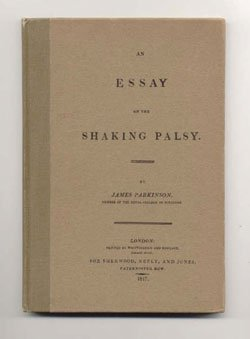 AN
ESSAY
ON THE
SHAKING PALSY.
BY
JAMES PARKINSON,
MEMBER OF THE ROYAL COLLEGE OF SURGEONS.
LONDON:
PRINTED BY WHITTINGHAM AND ROWLAND,
FOR SHERWOOD, NEELY, AND JONES,
PATERNOSTER ROW.
1817.